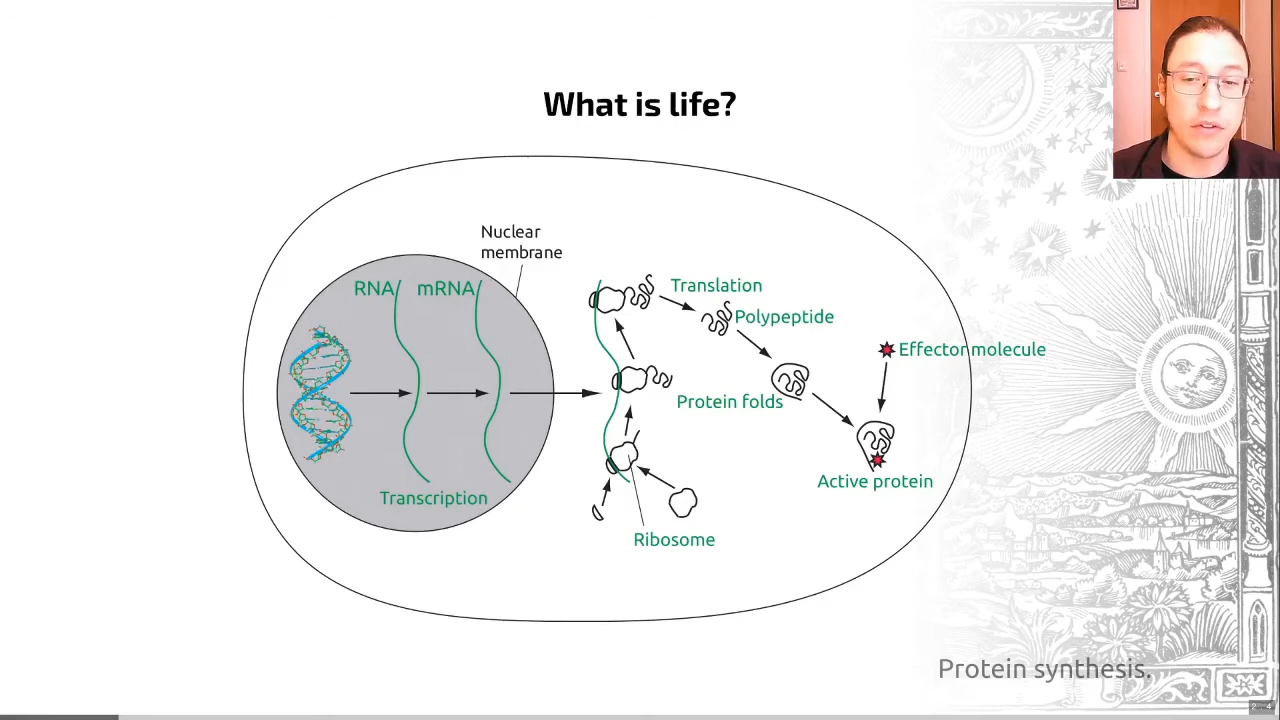 What is life?
Nuclear
membrane
RNA
mRNA
Translation
Polypeptide
Effector molecule
Protein folds
Active protein
Transcription
Ribosome
Protein synthesis.